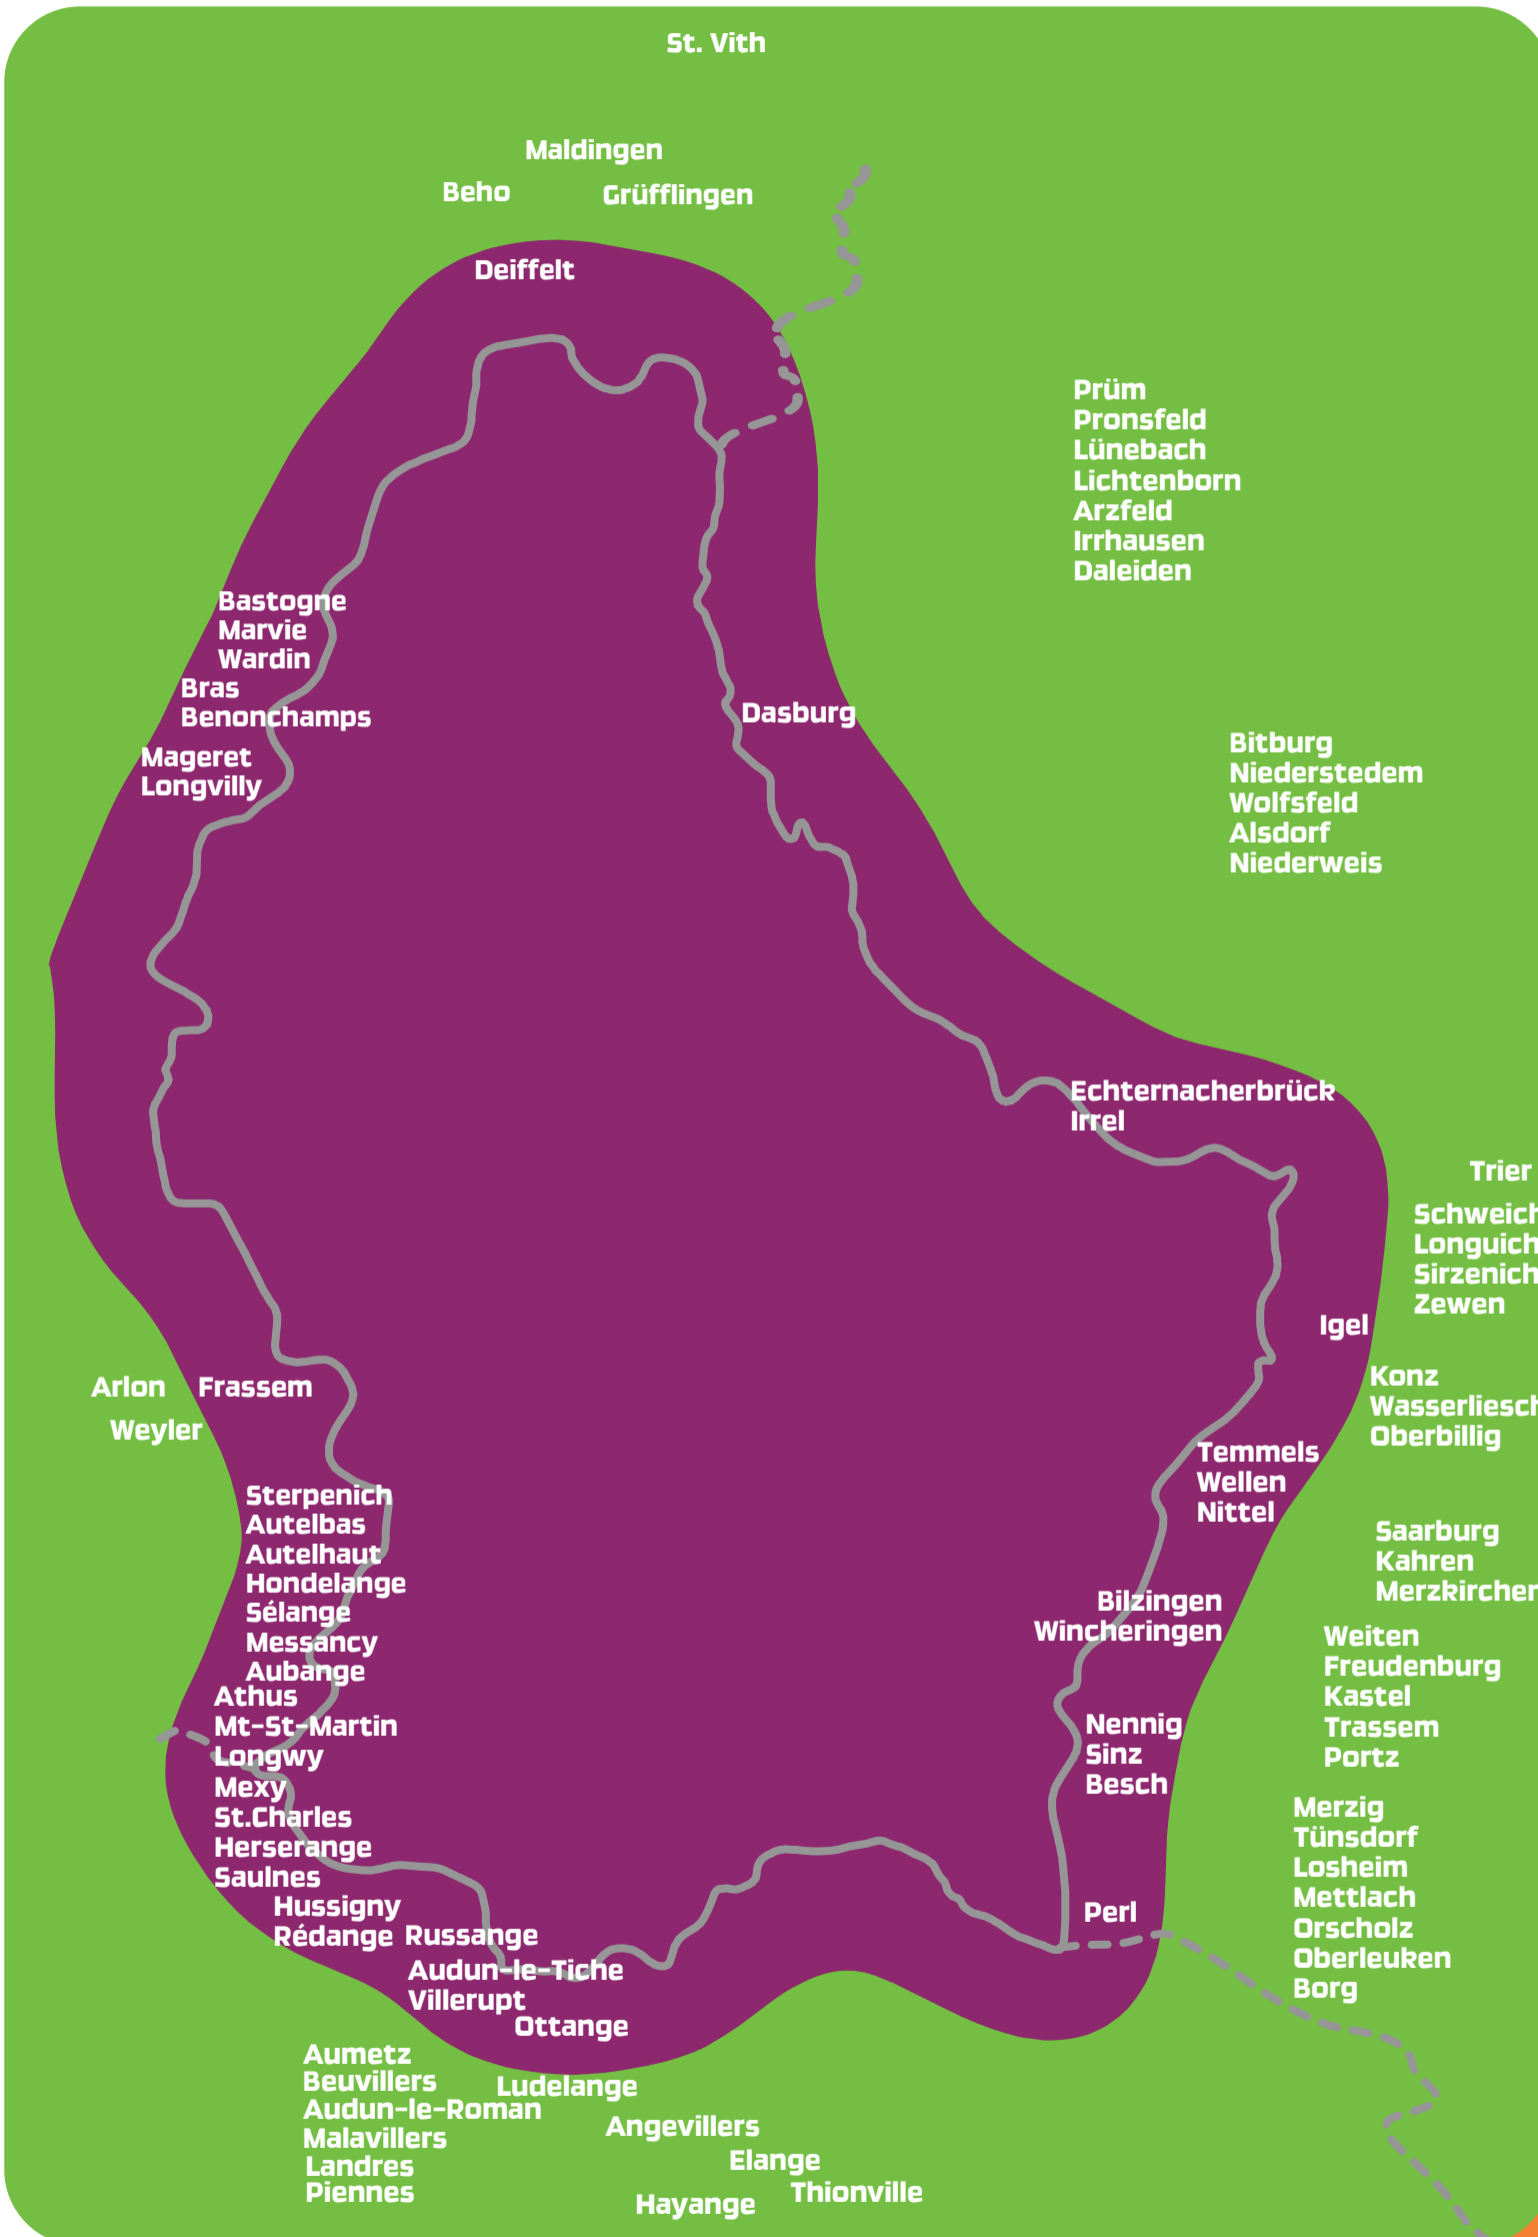 St. Vith
Maldingen
Beho
Grüfflingen
Deiffelt
Prüm
Pronsfeld
Lünebach
Lichtenborn
Arzfeld
Irrhausen
Daleiden
Bastogne
Marvie
Wardin
Bras
Benonchamps
Mageret
Longvilly
Dasburg
Bitburg
Niederstedem
Wolfsfeld
Alsdorf
Niederweis
Echternacherbrück
Irrel
Trier
Schweich
Longuich
Sirzenich
Zewen
Igel
Konz
Wasserliesch
Oberbillig
Arlon
Frassem
Weyler
Temmels
Wellen
Nittel
Sterpenich
Autelbas
Autelhaut
Hondelange
Sélange
Messancy
Aubange
Athus
Mt-St-Martin
Longwy
Mexy
St.Charles
Herserange
Saulnes
Saarburg
Kahren
Merzkirchen
Bilzingen
Wincheringen
Weiten
Freudenburg
Kastel
Trassem
Portz
Nennig
Sinz
Besch
Merzig
Tünsdorf
Losheim
Mettlach
Orscholz
Oberleuken
Borg
Perl
Hussigny
Rédange
Russange
Audun-le-Tiche
Villerupt
Ottange
Aumetz
Beuvillers
Audun-le-Roman
Malavillers
Landres
Piennes
Ludelange
Angevillers
Elange
Thionville
Hayange